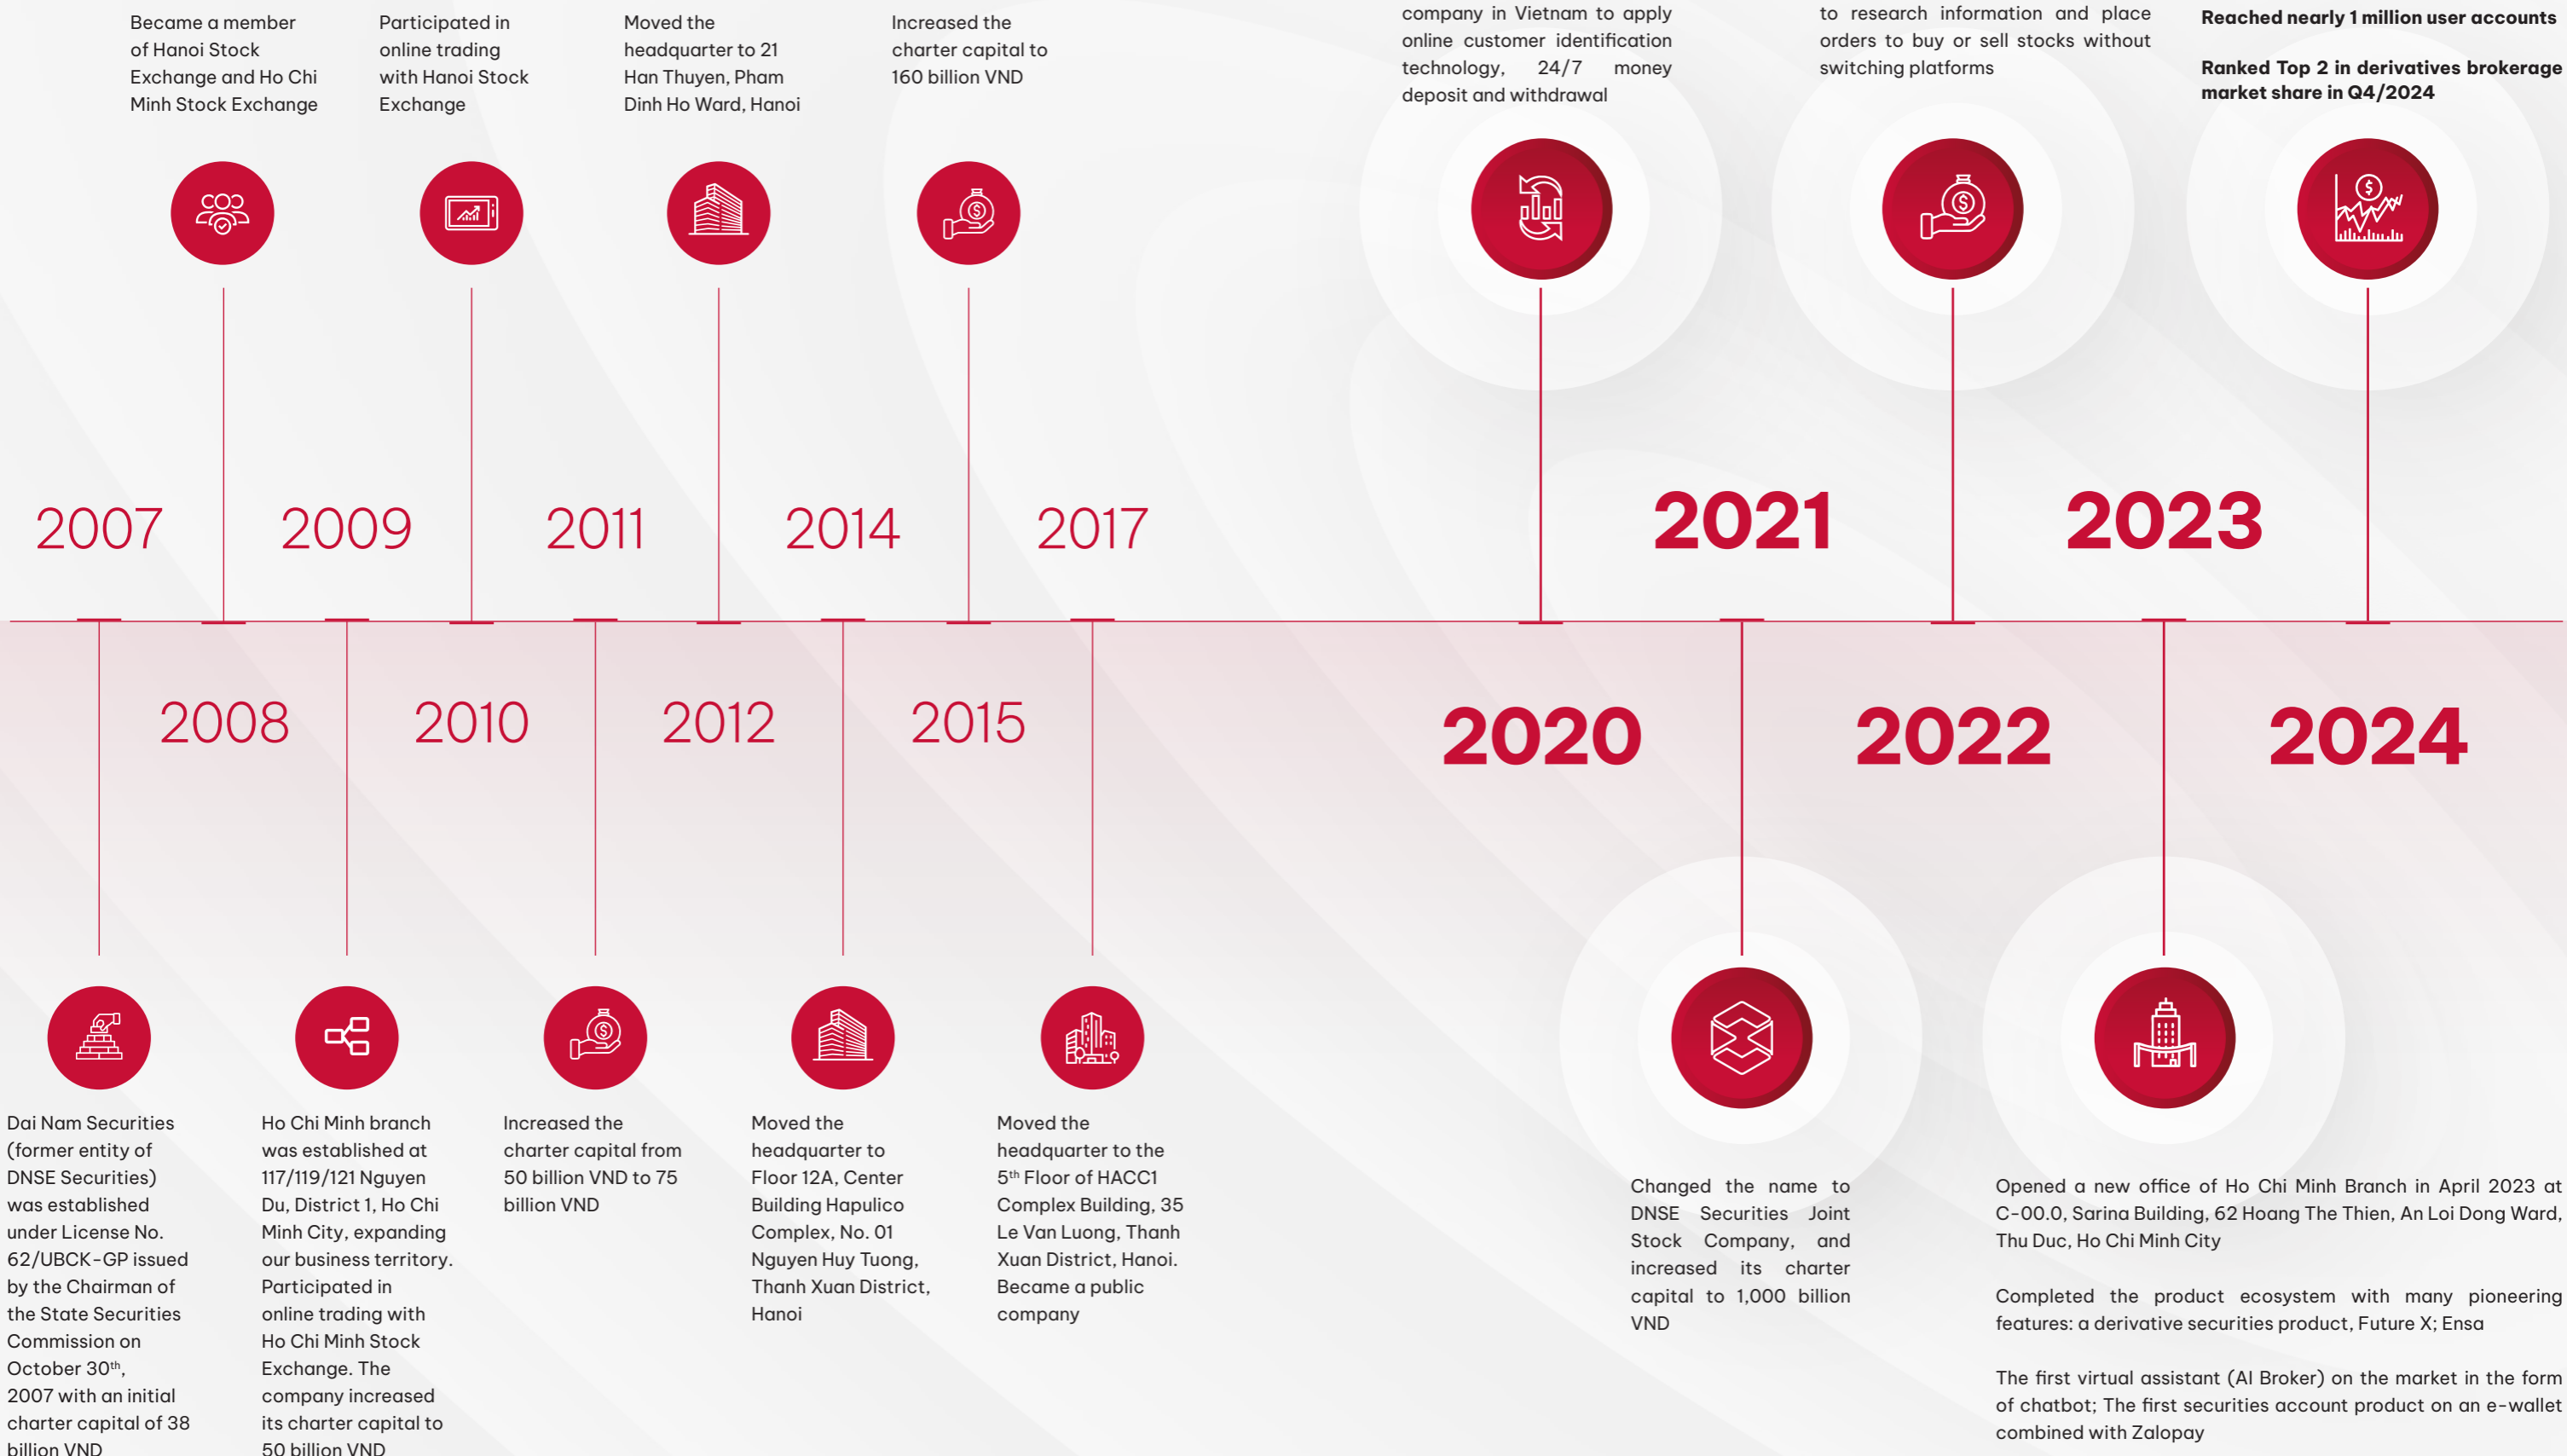 Became a member
of Hanoi Stock
Exchange and Ho Chi
Minh Stock Exchange
Participated in
online trading
with Hanoi Stock
Exchange
Moved the
headquarter to 21
Han Thuyen, Pham
Dinh Ho Ward, Hanoi
Increased the
charter capital to
160 billion VND
company in Vietnam to apply
online customer identification
technology, 24/7 money
deposit and withdrawal
to research information and place
orders to buy or sell stocks without
switching platforms
Reached nearly 1 million user accounts
Ranked Top 2 in derivatives brokerage
market share in Q4/2024
2007
2009
2011
2014
2017
2021
2023
2008
2010
2012
2015
2020
2022
2024
Dai Nam Securities
(former entity of
DNSE Securities)
was established
under License No.
62/UBCK-GP issued
by the Chairman of
the State Securities
Commission on
October 30th,
2007 with an initial
charter capital of 38
billion VND
Ho Chi Minh branch
was established at
117/119/121 Nguyen
Du, District 1, Ho Chi
Minh City, expanding
our business territory.
Participated in
online trading with
Ho Chi Minh Stock
Exchange. The
company increased
its charter capital to
50 billion VND
Increased the
charter capital from
50 billion VND to 75
billion VND
Moved the
headquarter to
Floor 12A, Center
Building Hapulico
Complex, No. 01
Nguyen Huy Tuong,
Thanh Xuan District,
Hanoi
Moved the
headquarter to the
5th Floor of HACC1
Complex Building, 35
Le Van Luong, Thanh
Xuan District, Hanoi.
Became a public
company
Changed the name to
DNSE Securities Joint
Stock Company, and
increased its charter
capital to 1,000 billion
VND
Opened a new office of Ho Chi Minh Branch in April 2023 at
C-00.0, Sarina Building, 62 Hoang The Thien, An Loi Dong Ward,
Thu Duc, Ho Chi Minh City
Completed the product ecosystem with many pioneering
features: a derivative securities product, Future X; Ensa
The first virtual assistant (AI Broker) on the market in the form
of chatbot; The first securities account product on an e-wallet
combined with Zalopay